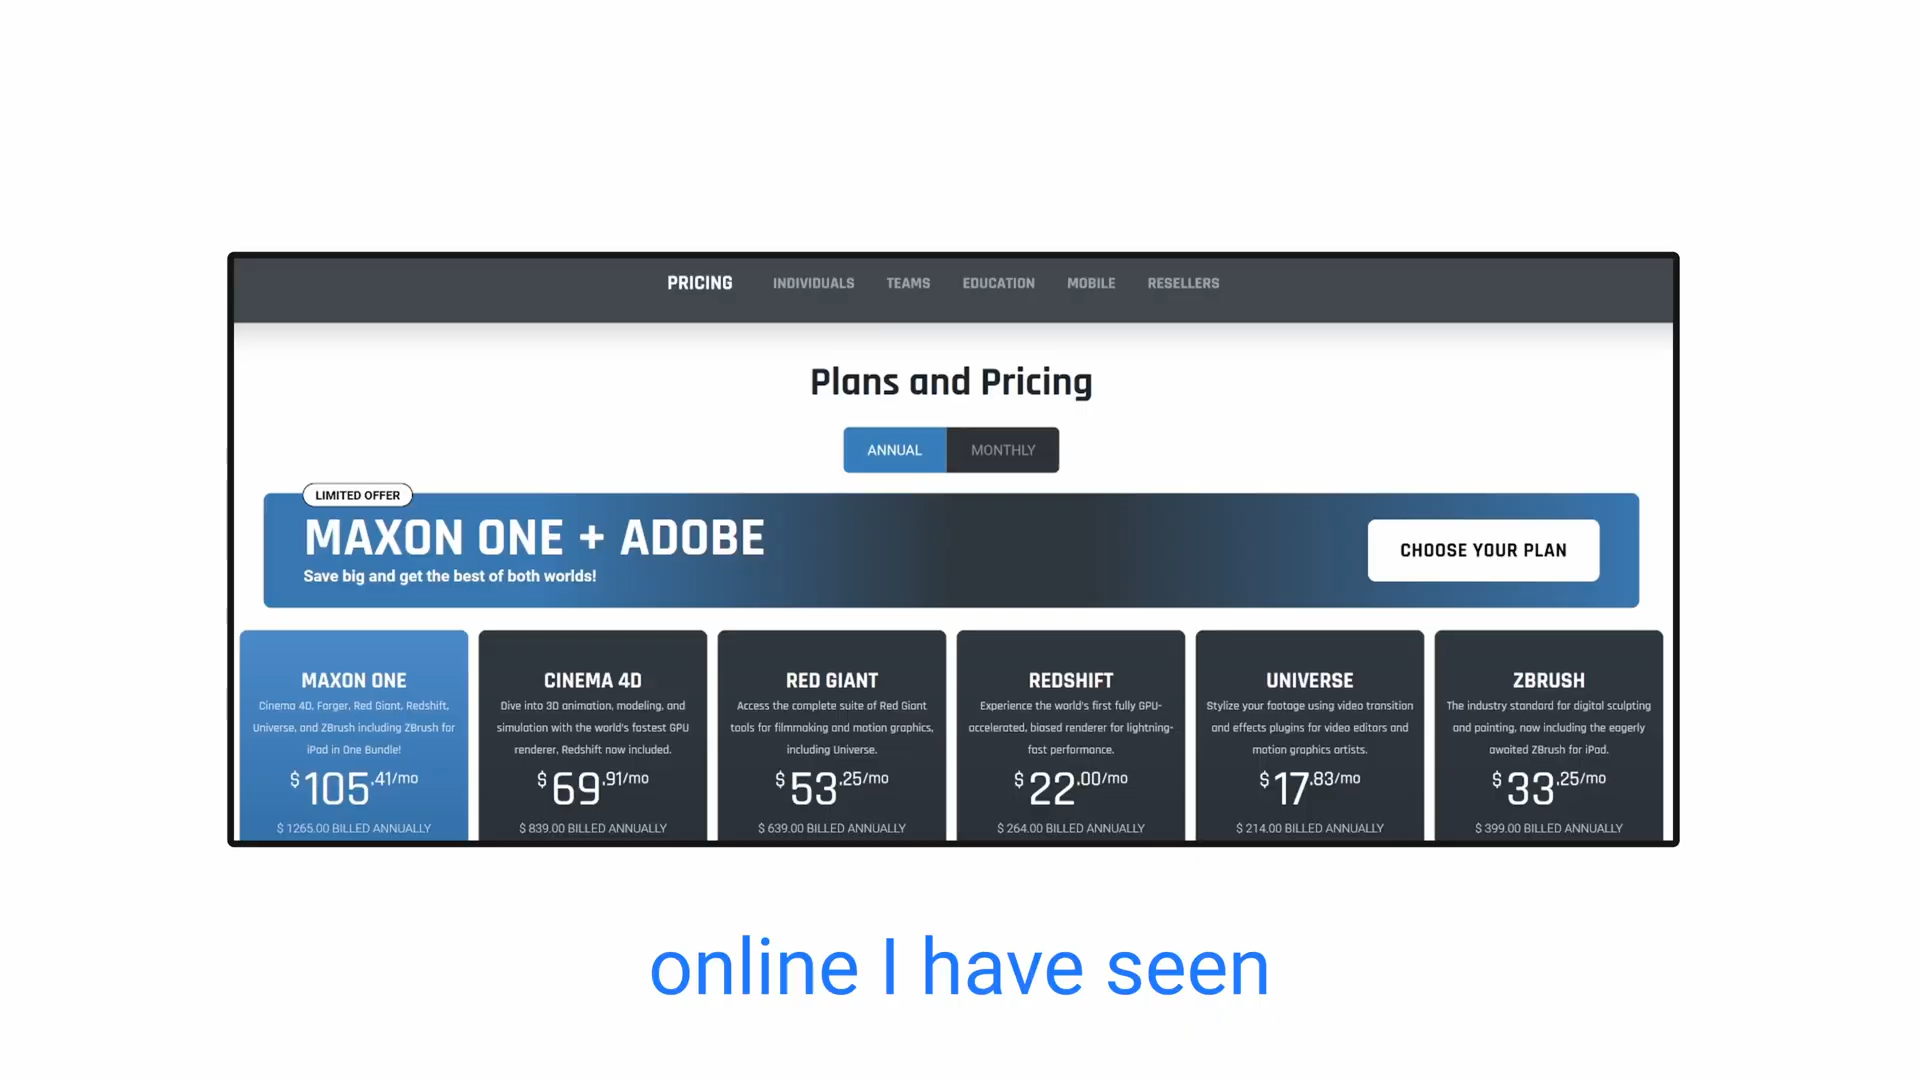 PRICING INDIVIDUALS TEAMS EDUCATION MOBILE RESELLERS
Plans and Pricing
ANNUAL MONTHLY
LIMITED OFFER
MAXON ONE + ADOBE
Save big and get the best of both worlds!
CHOOSE YOUR PLAN
MAXON ONE
Cinema 4D, Forger, Red Giant, Redshift,
Universe, and ZBrush including ZBrush for
iPad in One Bundle!
$105.41/mo
$ 1265.00 BILLED ANNUALLY
CINEMA 4D
Dive into 3D animation, modeling, and
simulation with the world's fastest GPU
renderer, Redshift now included.
$69.91/mo
$ 839.00 BILLED ANNUALLY
RED GIANT
Access the complete suite of Red Giant
tools for filmmaking and motion graphics,
including Universe.
$53.25/mo
$ 639.00 BILLED ANNUALLY
REDSHIFT
Experience the world's first fully GPU-
accelerated, biased renderer for lightning-
fast performance.
$22.00/mo
$ 264.00 BILLED ANNUALLY
UNIVERSE
Stylize your footage using video transition
and effects plugins for video editors and
motion graphics artists.
$17.83/mo
$ 214.00 BILLED ANNUALLY
ZBRUSH
The industry standard for digital sculpting
and painting, now including the eagerly
awaited ZBrush for iPad.
$33.25/mo
$ 399.00 BILLED ANNUALLY
online I have seen